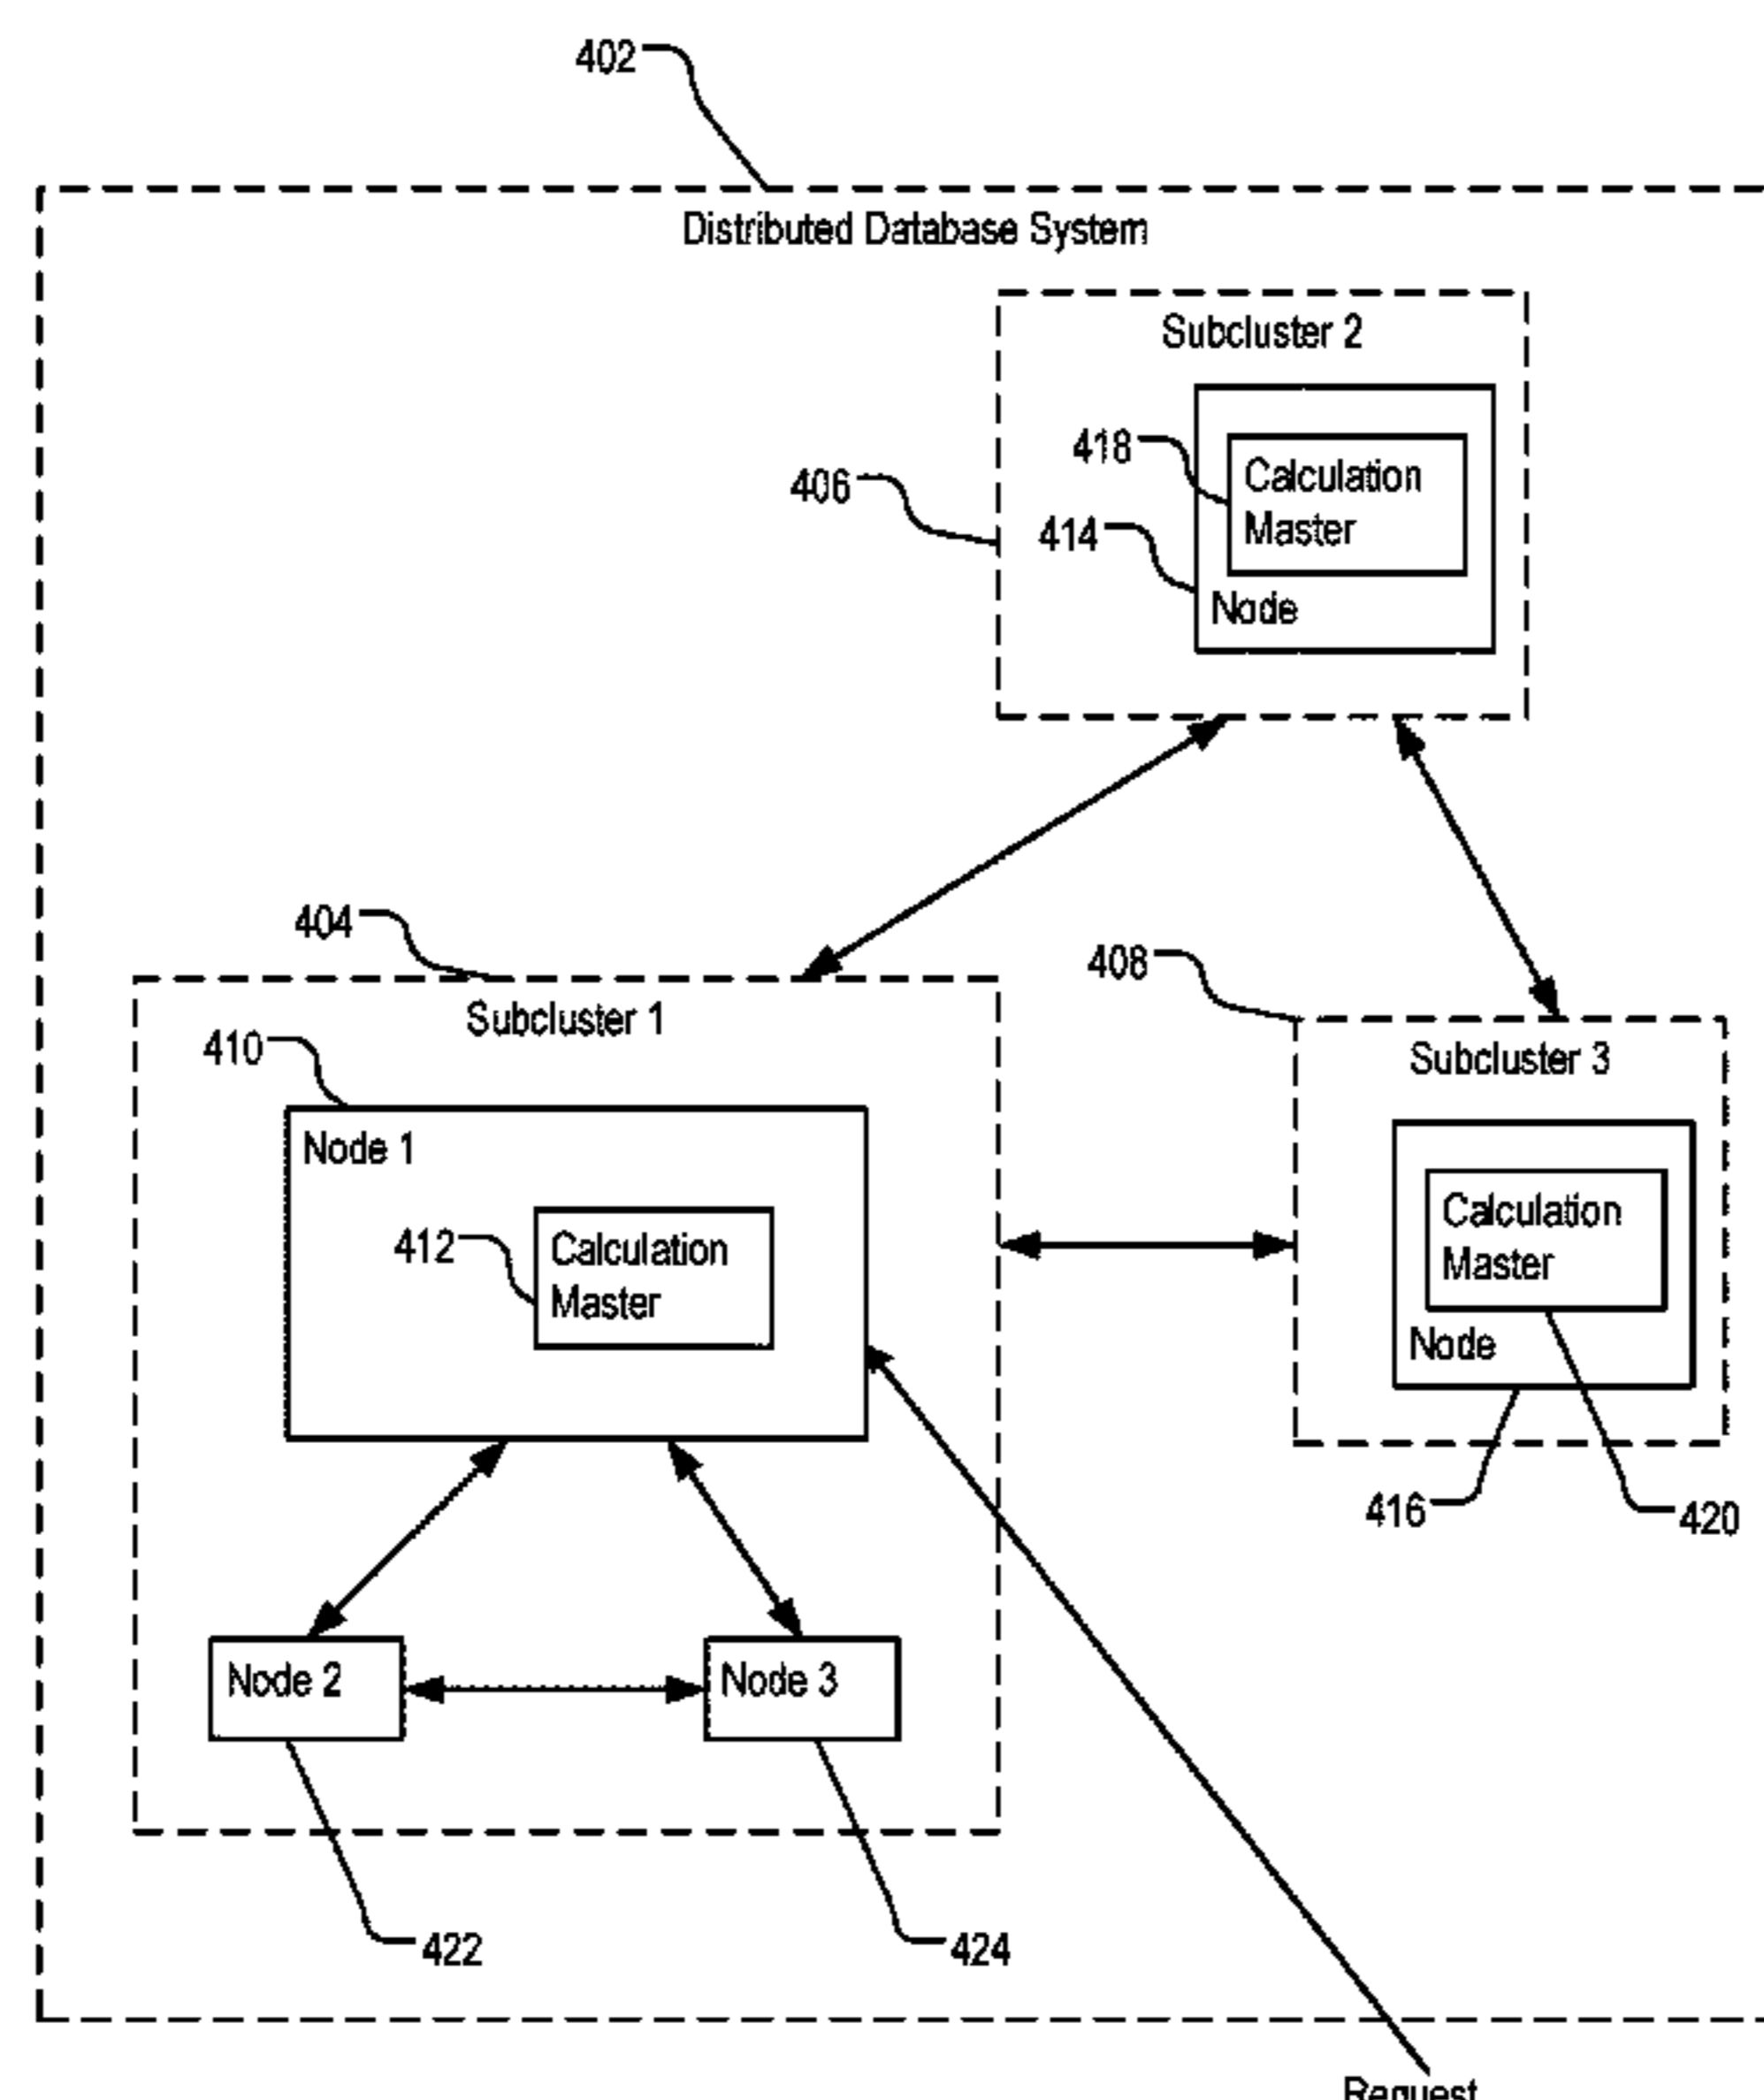 402
Distributed Database System
Subcluster 2
418
Calculation
Master
406
414
Node
404
Subcluster 1
408
Subcluster 3
410
Node 1
412
Calculation
Master
Calculation
Master
Node
416
420
Node 2
Node 3
422
424
Request